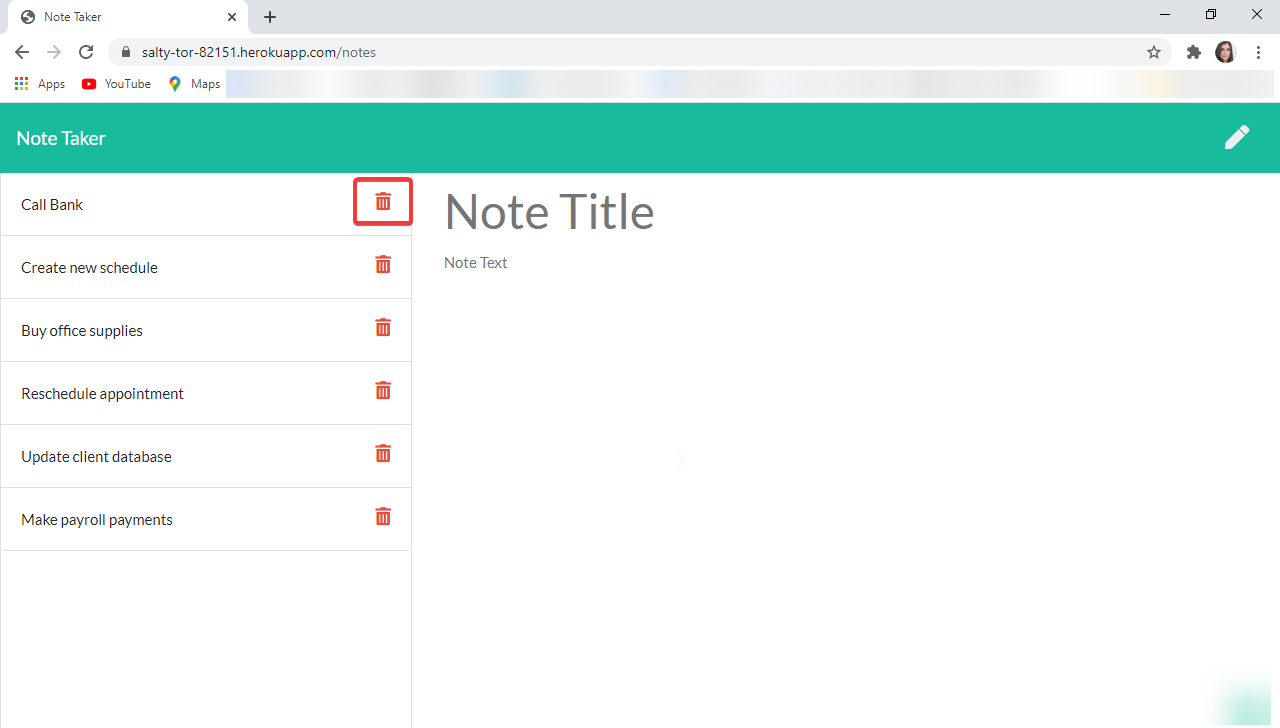 Note Taker
salty-tor-82151.herokuapp.com/notes
Apps YouTube Maps
Note Taker
Call Bank
Create new schedule
Buy office supplies
Reschedule appointment
Update client database
Make payroll payments
Note Title
Note Text